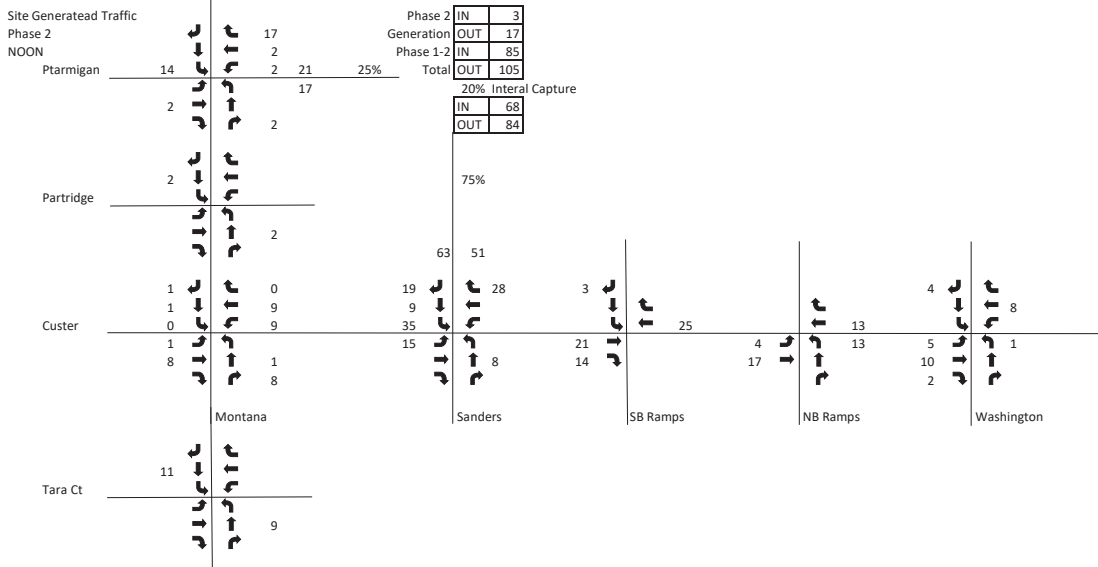 Site Generatead Traffic
Phase 2 IN 3
Phase 2 17 Generation OUT 17
NOON 2 Phase 1-2 IN 85
Ptarmigan 14 2 21 25% Total OUT 105
17 20% Interal Capture
2 IN 68
2 OUT 84
2 75%
Partridge
2
63 51
1 0 19 28 3 4
1 9 9 8
Custer 0 9 35 25 13
1 15 21 4 13 5 1
8 1 8 14 17 10
8 2
Montana Sanders SB Ramps NB Ramps Washington
11
Tara Ct
9